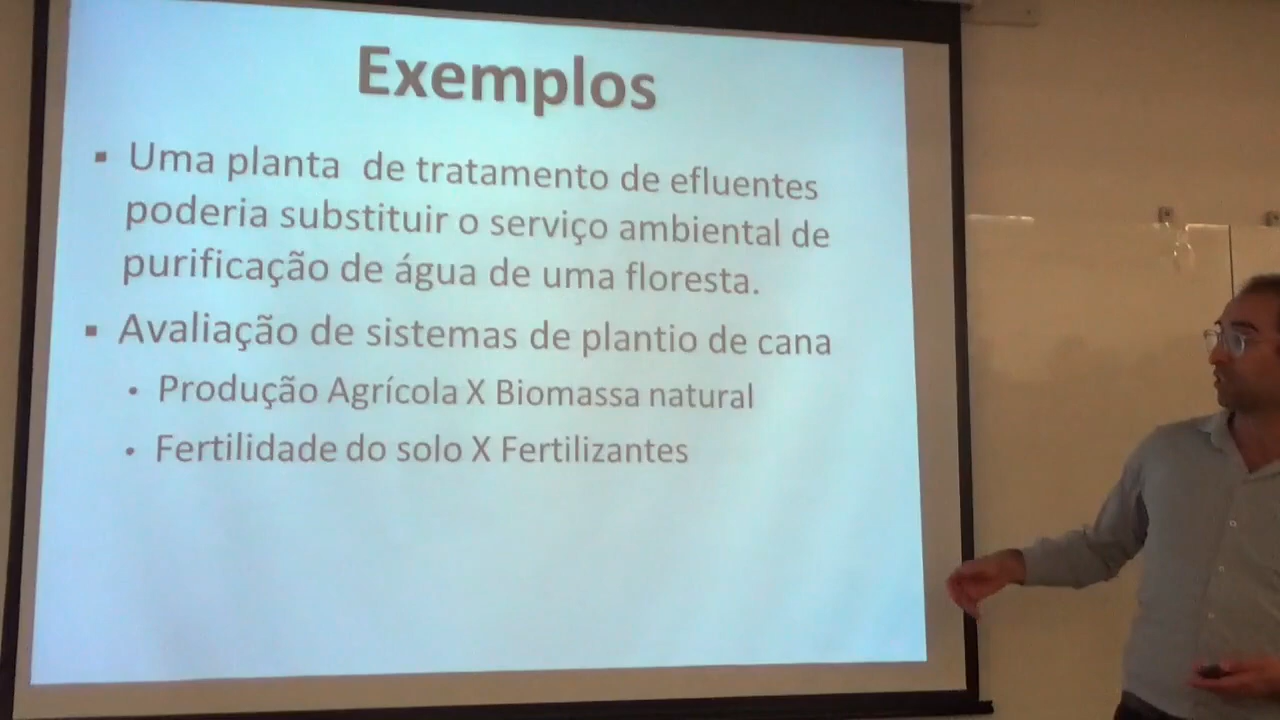 Exemplos
▪ Uma planta de tratamento de efluentes
poderia substituir o serviço ambiental de
purificação de água de uma floresta.
▪ Avaliação de sistemas de plantio de cana
• Produção Agrícola X Biomassa natural
• Fertilidade do solo X Fertilizantes